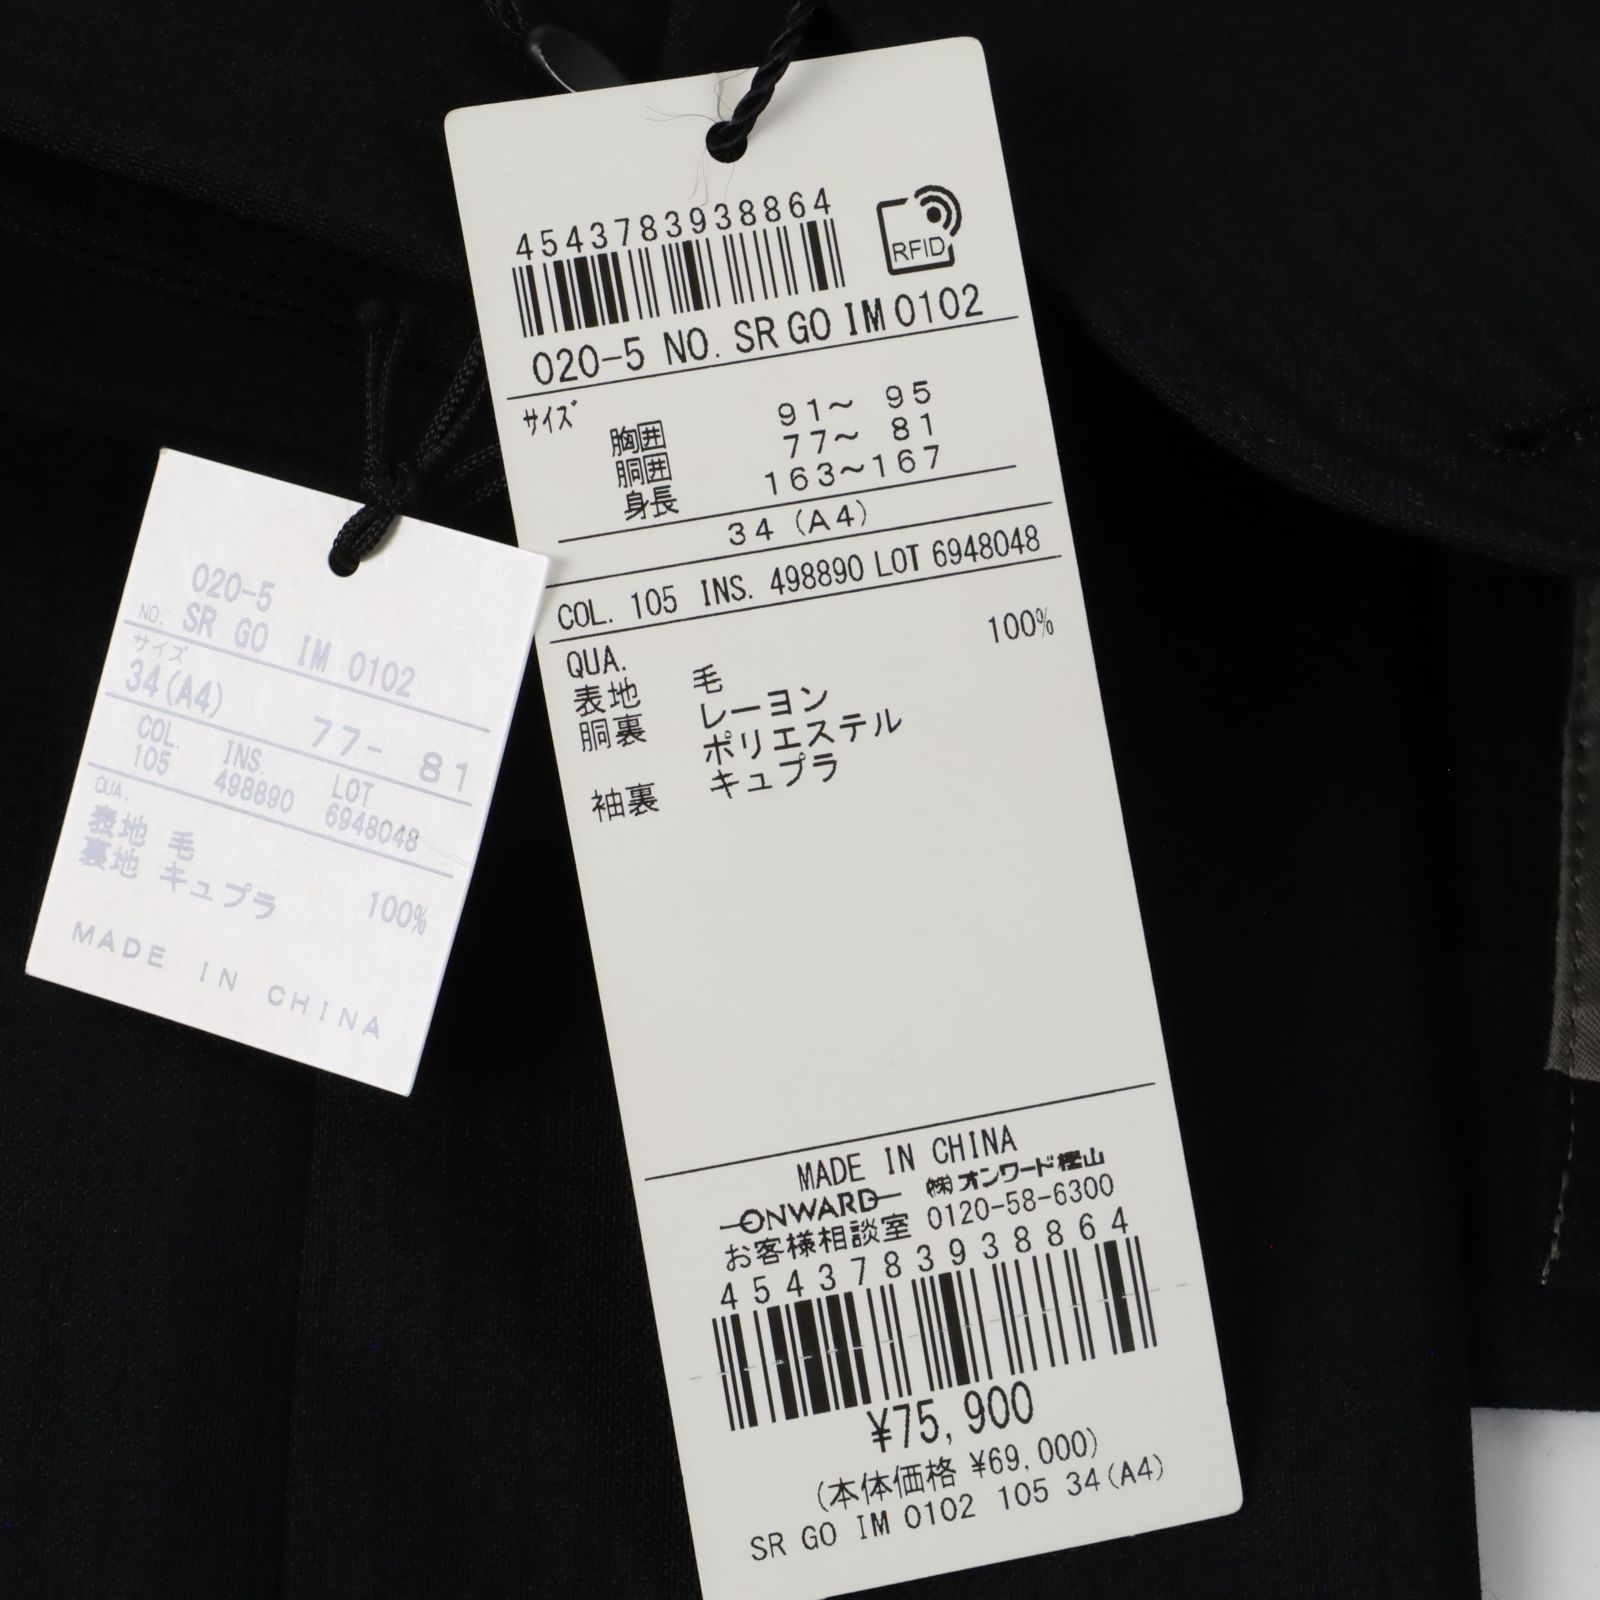 4543783938864
RFID
020-5 NO. SR GO IM 0102
サイズ
胸囲 91～ 95
胴囲 77～ 81
身長 163～167
34 (A4)
COL. 105 INS. 498890 LOT 6948048
QUA. 100%
表地 毛
胴裏 レーヨン
ポリエステル
袖裏 キュプラ
MADE IN CHINA
ONWARD ㈱オンワード樫山
お客様相談室 0120-58-6300
4543783938864
¥75,900
(本体価格 ¥69,000)
SR GO IM 0102 105 34(A4)
020-5
NO. SR GO IM 0102
サイズ
34(A4) 77- 81
COL. INS. LOT
105 498890 6948048
QUA.
表地 毛
裏地 キュプラ 100%
MADE IN CHINA